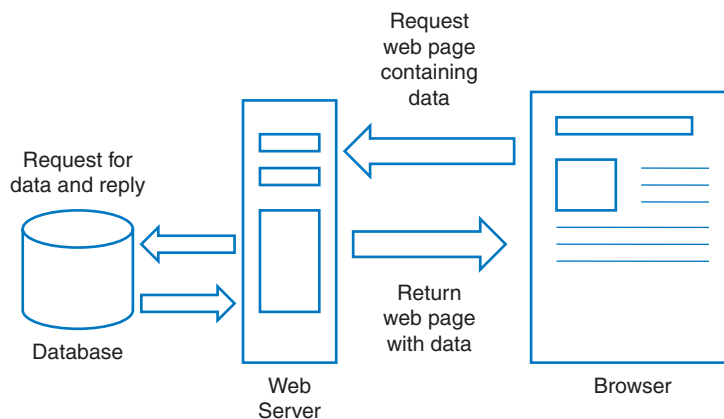 Request
web page
containing
data
Request for
data and reply
Return
web page
with data
Database
Web
Server
Browser